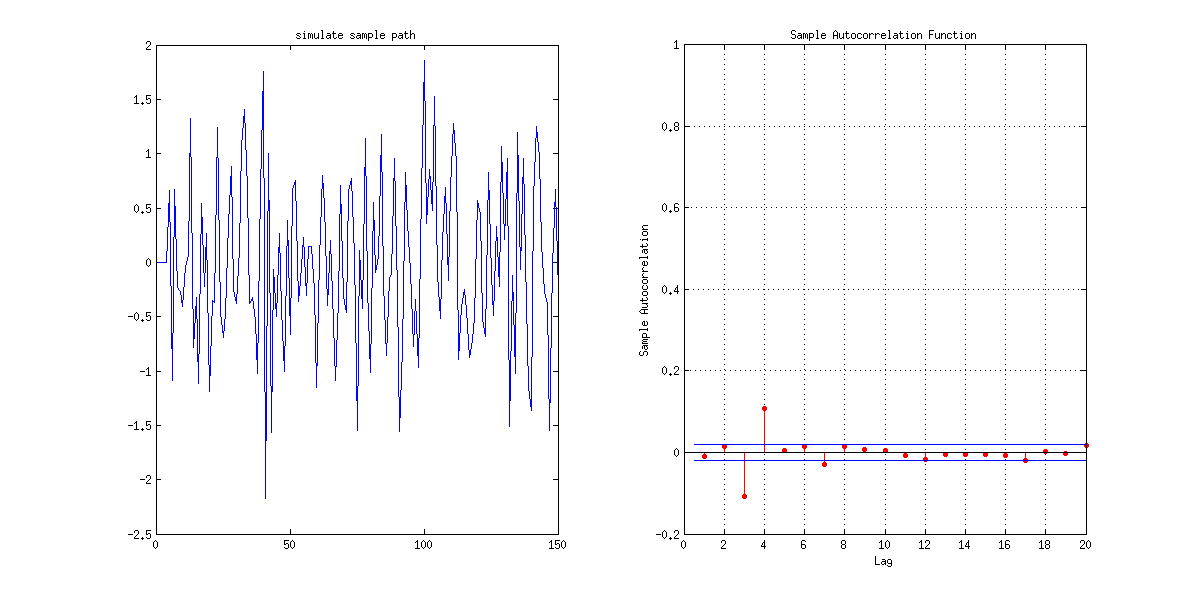 simulate sample path
2
1.5
1
0.5
0
-0.5
-1
-1.5
-2
-2.5
0 50 100 150
Sample Autocorrelation Function
Sample Autocorrelation
1
0.8
0.6
0.4
0.2
0
-0.2
0 2 4 6 8 10 12 14 16 18 20
Lag